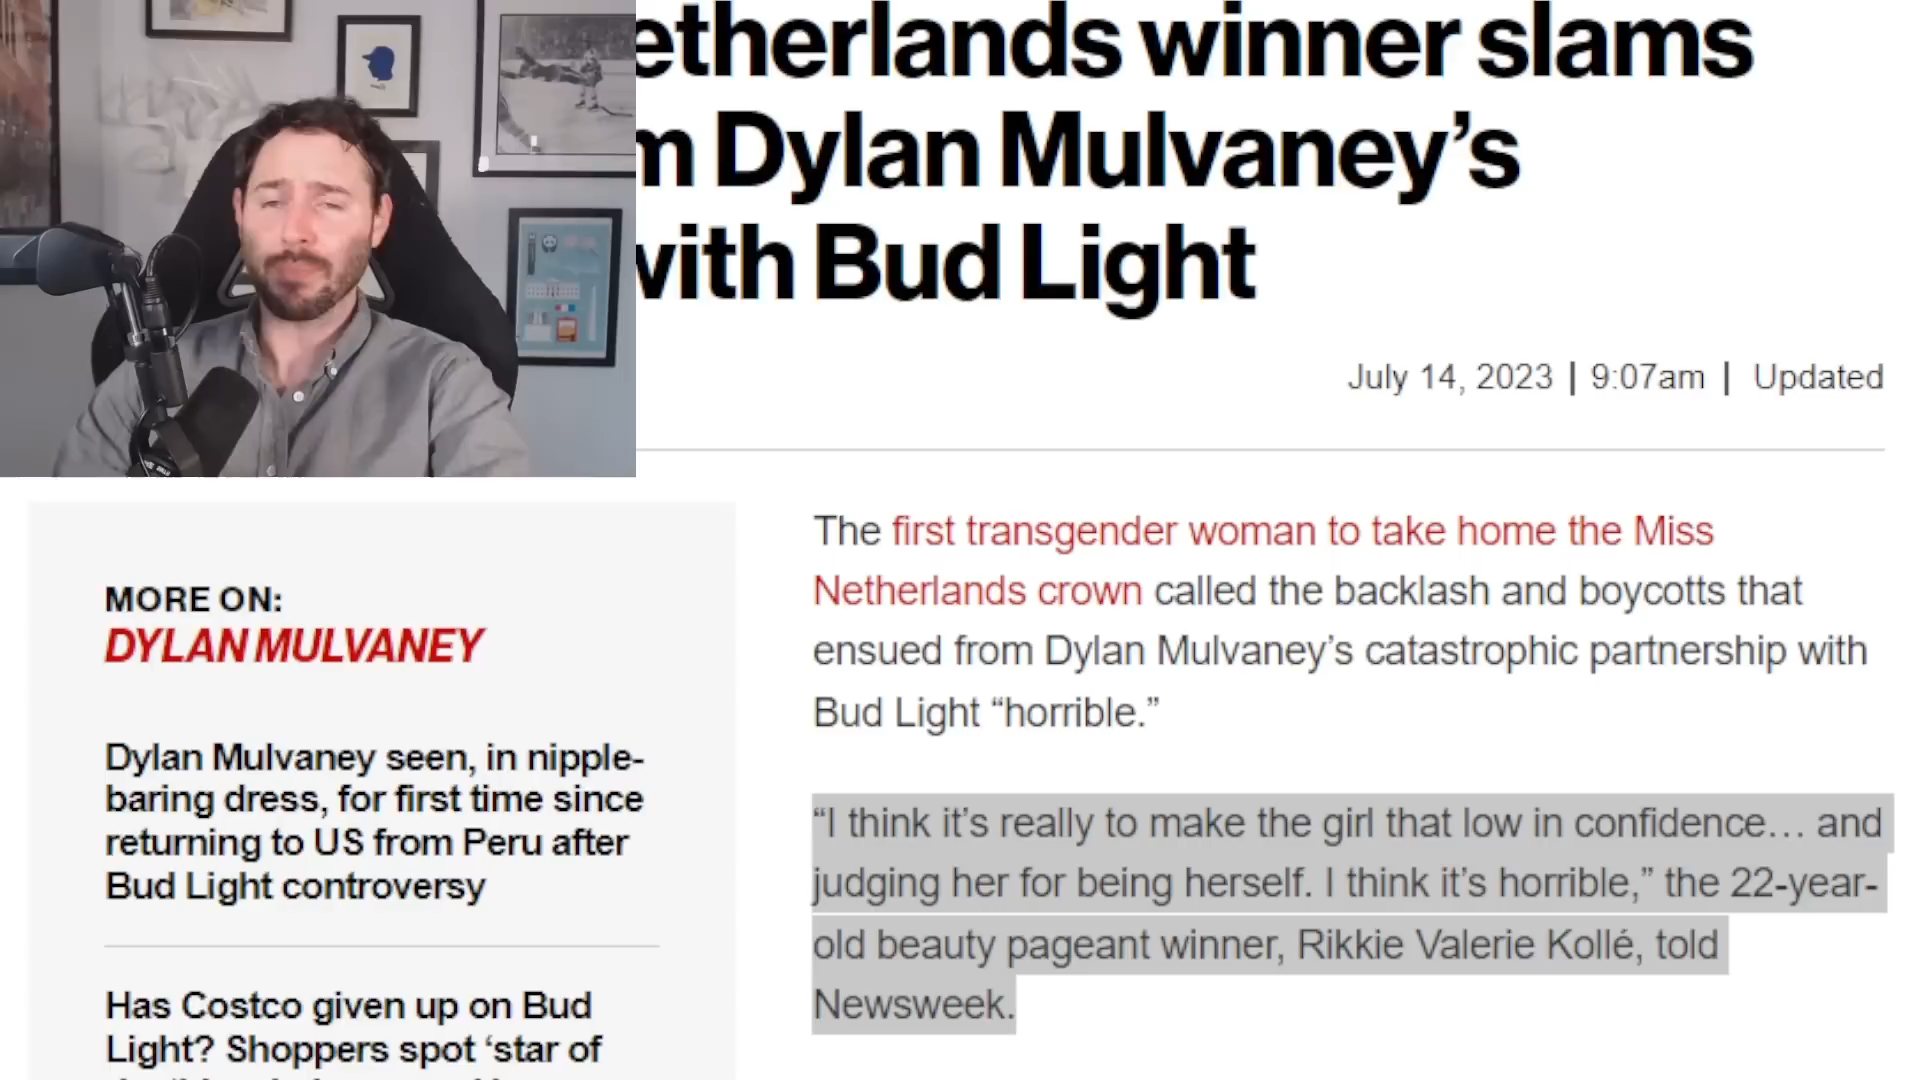 etherlands winner slams
m Dylan Mulvaney’s
with Bud Light
July 14, 2023 | 9:07am | Updated
MORE ON:
DYLAN MULVANEY
Dylan Mulvaney seen, in nipple-
baring dress, for first time since
returning to US from Peru after
Bud Light controversy
Has Costco given up on Bud
Light? Shoppers spot ‘star of
The first transgender woman to take home the Miss
Netherlands crown called the backlash and boycotts that
ensued from Dylan Mulvaney’s catastrophic partnership with
Bud Light “horrible.”
“I think it’s really to make the girl that low in confidence… and
judging her for being herself. I think it’s horrible,” the 22-year-
old beauty pageant winner, Rikkie Valerie Kollé, told
Newsweek.